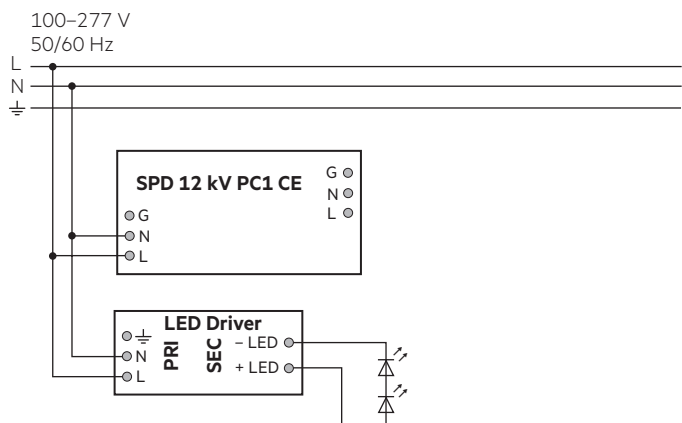 100–277 V
50/60 Hz
L
N
SPD 12 kV PC1 CE
G
N
L
G
N
L
LED Driver
PRI
SEC
N
L
– LED
+ LED